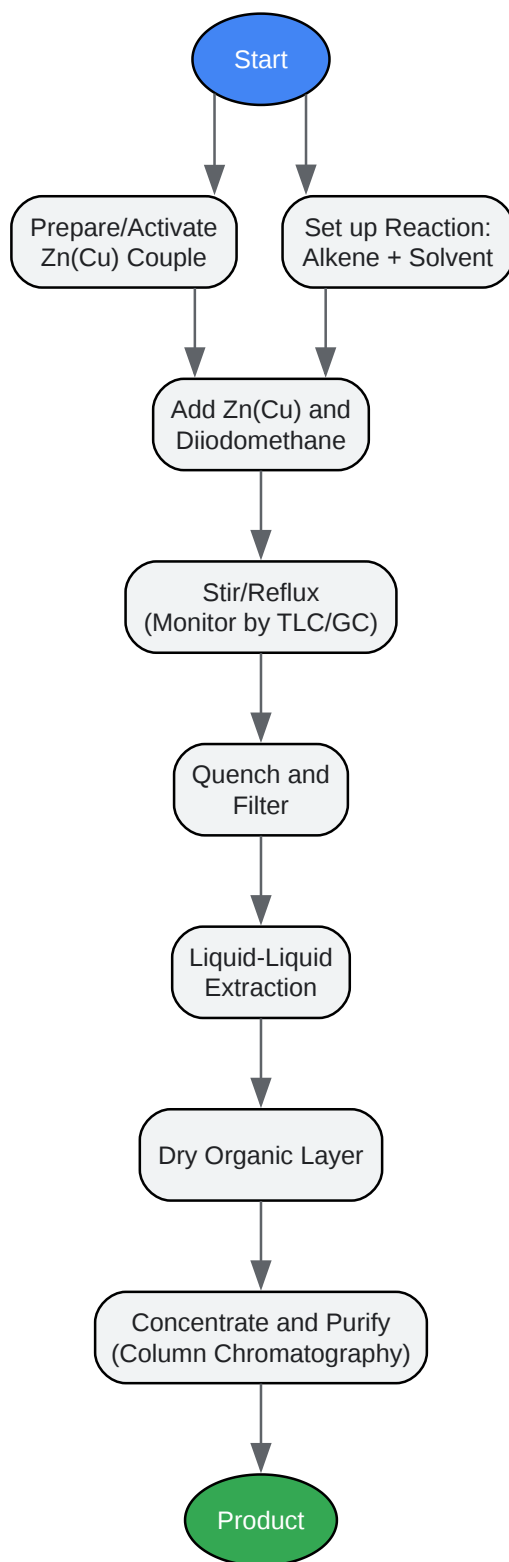 Start
Prepare/Activate
Zn(Cu) Couple
Set up Reaction:
Alkene + Solvent
Add Zn(Cu) and
Diiodomethane
Stir/Reflux
(Monitor by TLC/GC)
Quench and
Filter
Liquid-Liquid
Extraction
Dry Organic Layer
Concentrate and Purify
(Column Chromatography)
Product